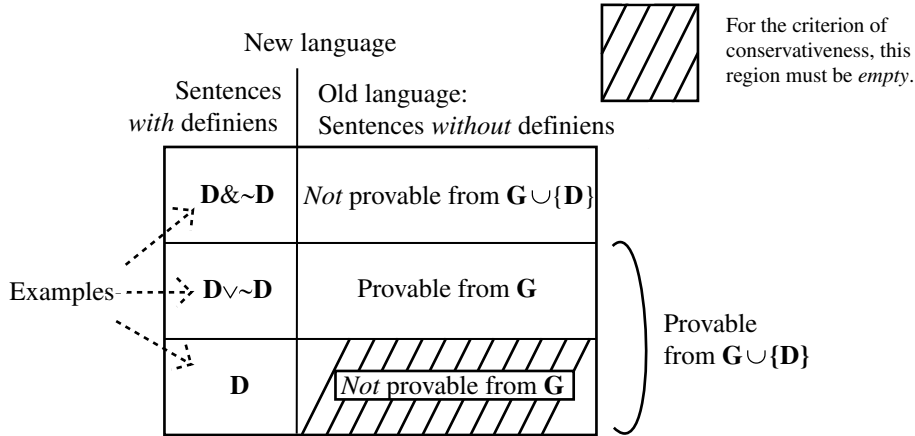 New language
For the criterion of
conservativeness, this
region must be empty.
Sentences
with definiens
Old language:
Sentences without definiens
D&~D
Not provable from G ∪{D}
Examples
D∨~D
Provable from G
D
Not provable from G
Provable
from G ∪{D}